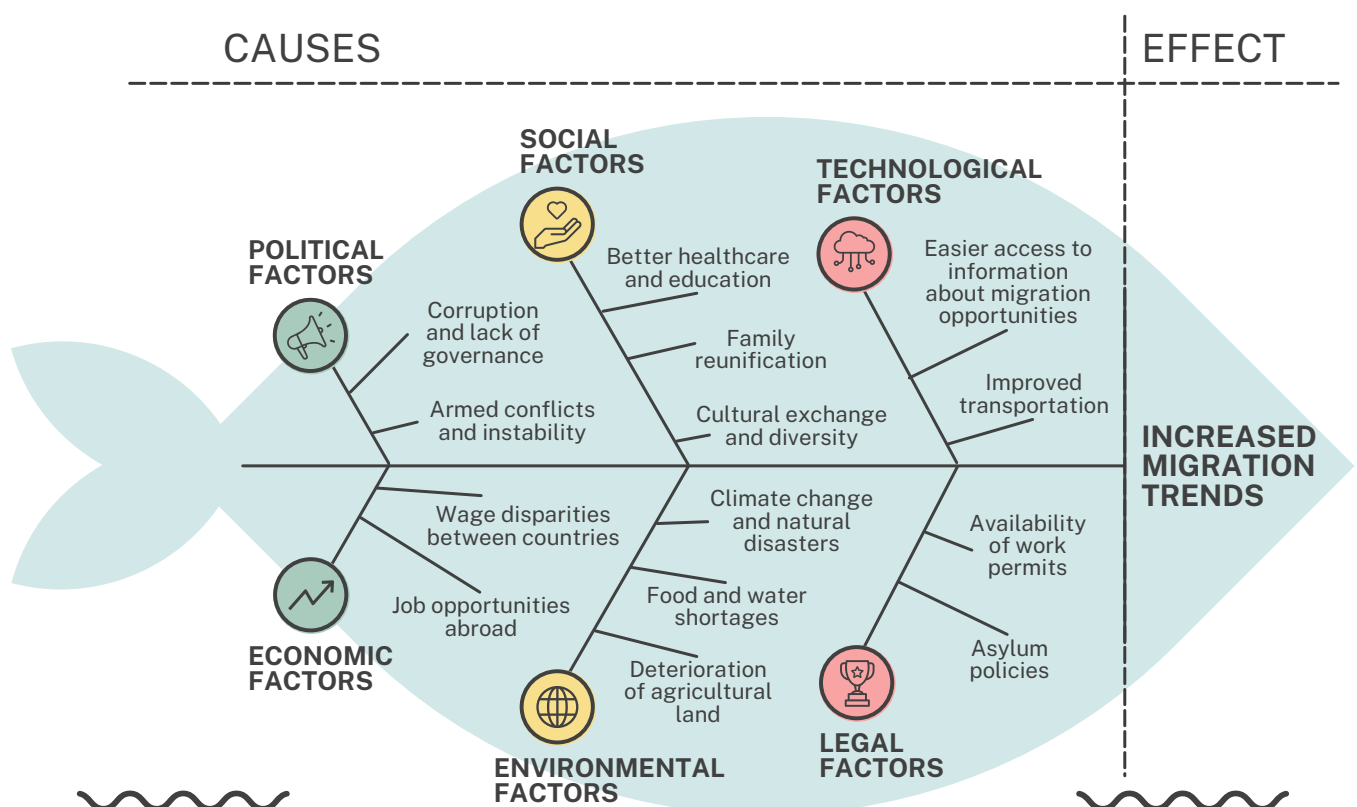 CAUSES
EFFECT
SOCIAL
FACTORS
TECHNOLOGICAL
FACTORS
POLITICAL
FACTORS
Better healthcare
and education
Easier access to
information
about migration
opportunities
Corruption
and lack of
governance
Family
reunification
Improved
transportation
Armed conflicts
and instability
Cultural exchange
and diversity
INCREASED
MIGRATION
TRENDS
Wage disparities
between countries
Climate change
and natural
disasters
Availability
of work
permits
Job opportunities
abroad
Food and water
shortages
Asylum
policies
Deterioration
of agricultural
land
ECONOMIC
FACTORS
ENVIRONMENTAL
FACTORS
LEGAL
FACTORS